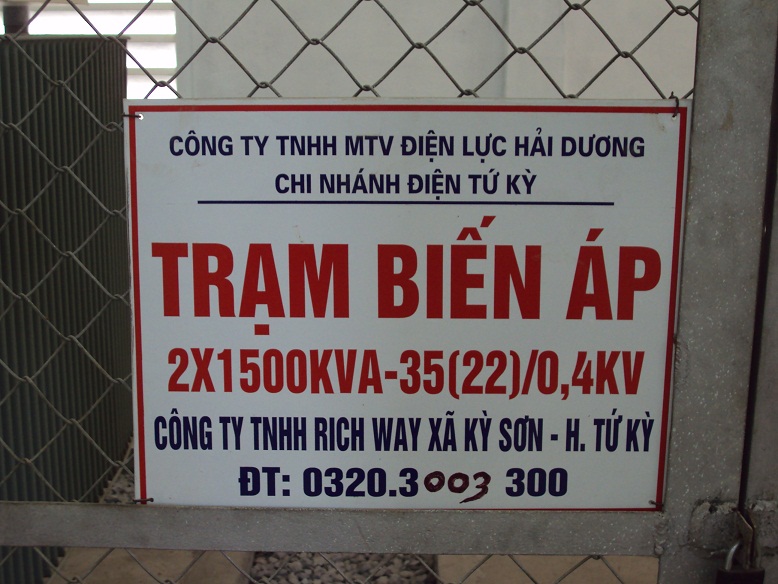 CÔNG TY TNHH MTV ĐIỆN LỰC HẢI DƯƠNG
CHI NHÁNH ĐIỆN TỨ KỲ
TRẠM BIẾN ÁP
2X1500KVA-35(22)/0,4KV
CÔNG TY TNHH RICH WAY XÃ KỲ SƠN - H. TỨ KỲ
ĐT: 0320.3003 300